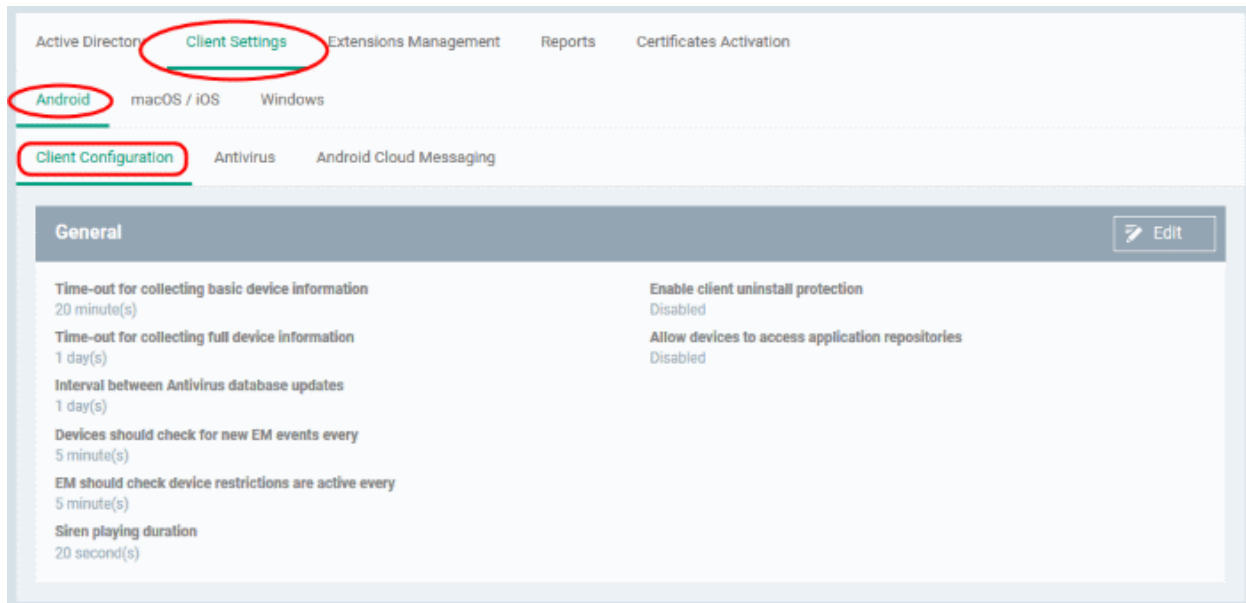 Active Directory Client Settings Extensions Management Reports Certificates Activation
Android macOS / iOS Windows
Client Configuration Antivirus Android Cloud Messaging
General Edit
Time-out for collecting basic device information
20 minute(s)
Time-out for collecting full device information
1 day(s)
Interval between Antivirus database updates
1 day(s)
Devices should check for new EM events every
5 minute(s)
EM should check device restrictions are active every
5 minute(s)
Siren playing duration
20 second(s)
Enable client uninstall protection
Disabled
Allow devices to access application repositories
Disabled